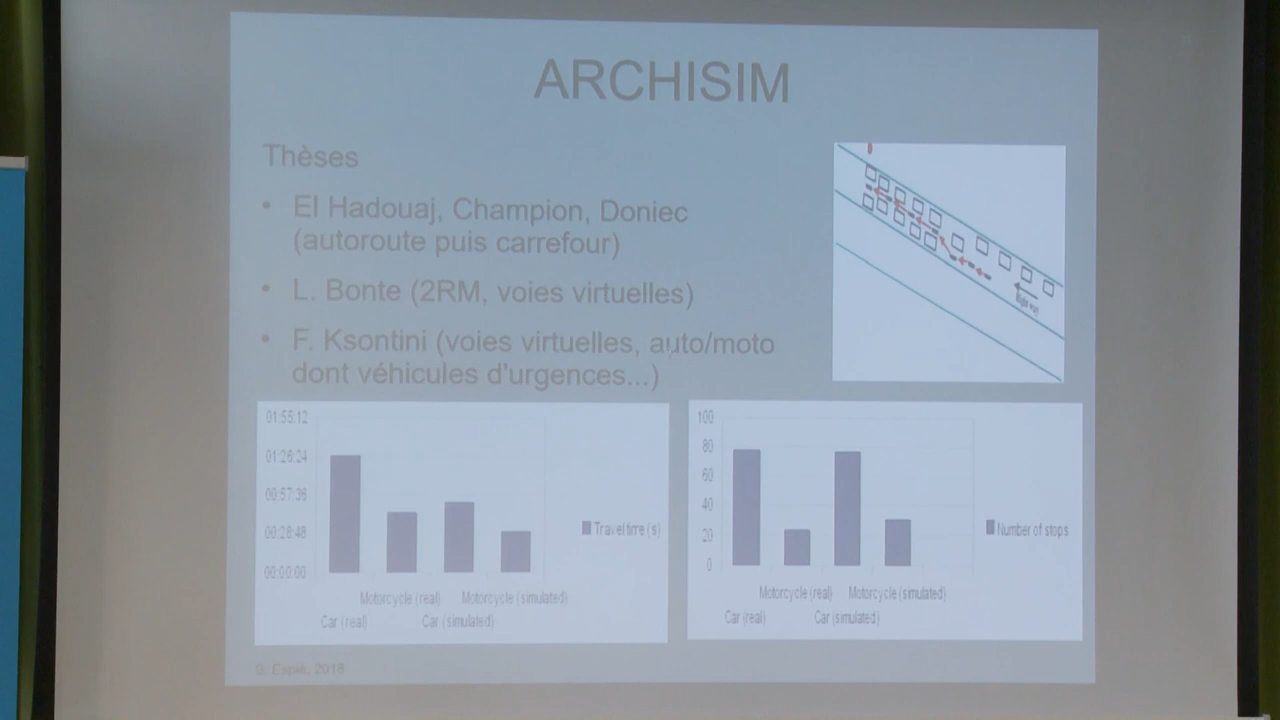 ARCHISIM
Thèses
• El Hadouaj, Champion, Doniec
(autoroute puis carrefour)
• L. Bonte (2RM, voies virtuelles)
• F. Ksontini (voies virtuelles, auto/moto
dont véhicules d'urgences...)
01:55:12
01:26:24
00:57:36
00:28:48
00:00:00
Travel time (s)
Motorcycle (real) Motorcycle (simulated)
Car (real) Car (simulated)
100
80
60
40
20
0
Number of stops
Motorcycle (real) Motorcycle (simulated)
Car (real) Car (simulated)
S. Espié, 2018